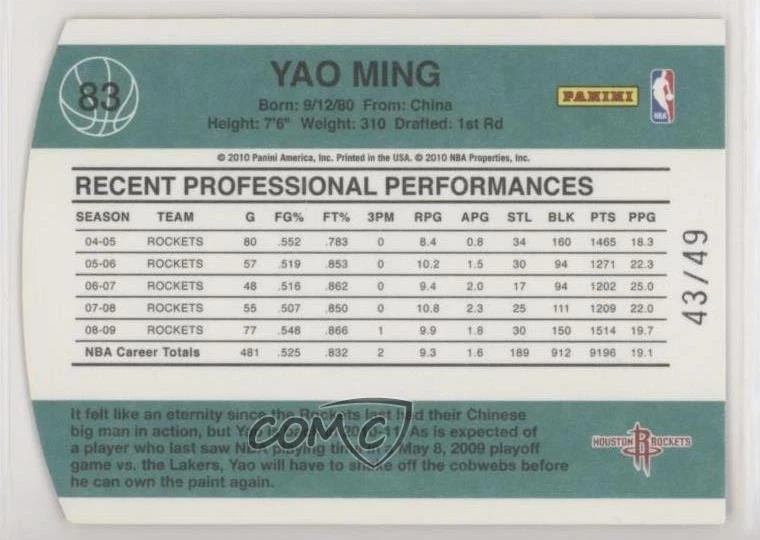 83
YAO MING
Born: 9/12/80 From: China
Height: 7'6" Weight: 310 Drafted: 1st Rd
PANINI
NBA
© 2010 Panini America, Inc. Printed in the USA. © 2010 NBA Properties, Inc.
RECENT PROFESSIONAL PERFORMANCES
SEASON TEAM G FG% FT% 3PM RPG APG STL BLK PTS PPG
04-05 ROCKETS 80 .552 .783 0 8.4 0.8 34 160 1465 18.3
05-06 ROCKETS 57 .519 .853 0 10.2 1.5 30 94 1271 22.3
06-07 ROCKETS 48 .516 .862 0 9.4 2.0 17 94 1202 25.0
07-08 ROCKETS 55 .507 .850 0 10.8 2.3 25 111 1209 22.0
08-09 ROCKETS 77 .548 .866 1 9.9 1.8 30 150 1514 19.7
NBA Career Totals 481 .525 .832 2 9.3 1.6 189 912 9196 19.1
43/49
It felt like an eternity since the Rockets last had their Chinese
big man in action, but Yao is As is expected of
a player who last saw NBA playing time in a May 8, 2009 playoff
game vs. the Lakers, Yao will have to shake off the cobwebs before
he can own the paint again.
COMC
HOUSTON ROCKETS